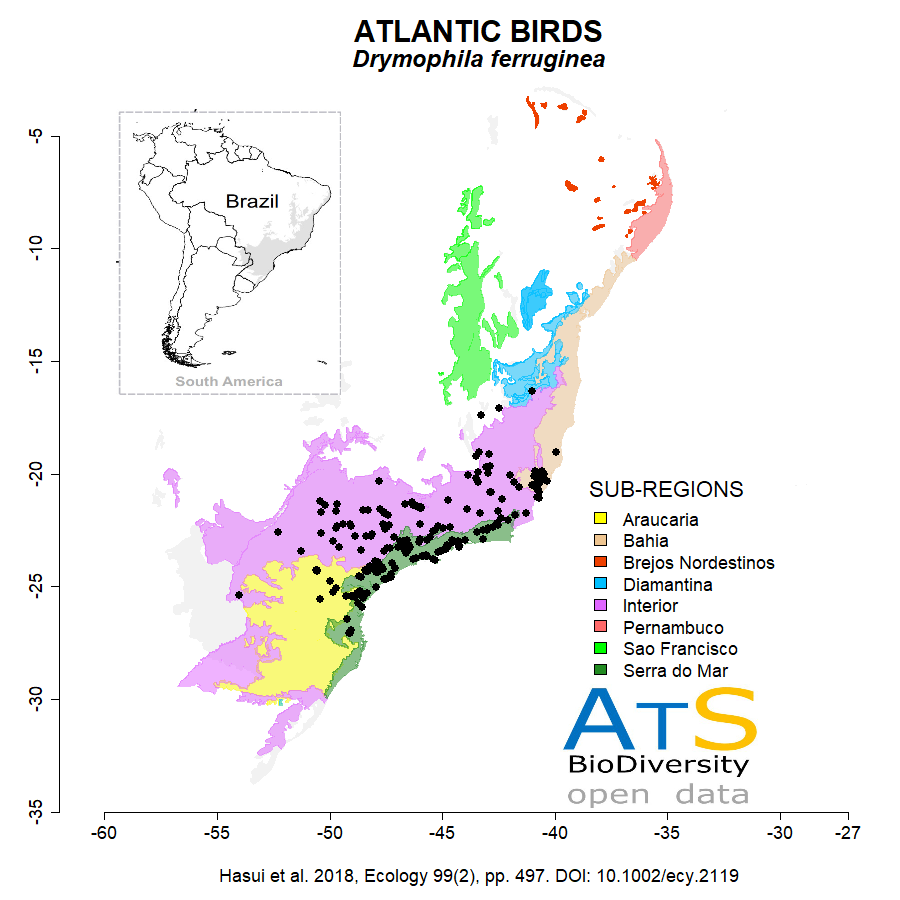 ATLANTIC BIRDS
Drymophila ferruginea
-5
-10
-15
-20
-25
-30
-35
Brazil
South America
SUB-REGIONS
Araucaria
Bahia
Brejos Nordestinos
Diamantina
Interior
Pernambuco
Sao Francisco
Serra do Mar
ATS
BioDiversity
open data
-60
-55
-50
-45
-40
-35
-30
-27
Hasui et al. 2018, Ecology 99(2), pp. 497. DOI: 10.1002/ecy.2119